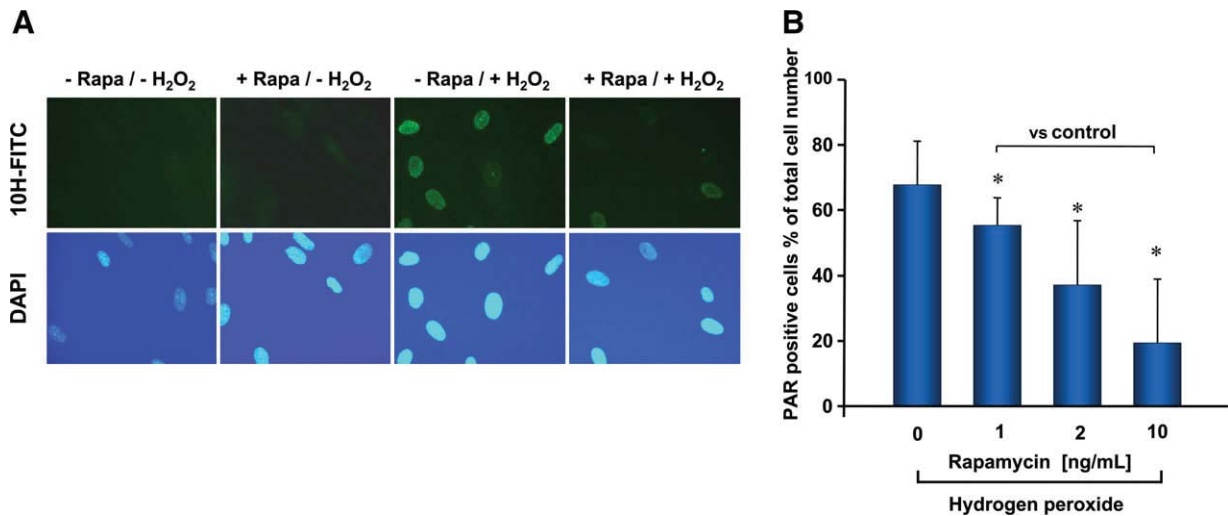 A
- Rapa / - H₂O₂
+ Rapa / - H₂O₂
- Rapa / + H₂O₂
+ Rapa / + H₂O₂
10H-FITC
DAPI
B
PAR positive cells % of total cell number
100
80
60
40
20
0
vs control
*
*
*
0 1 2 10
Rapamycin [ng/mL]
Hydrogen peroxide